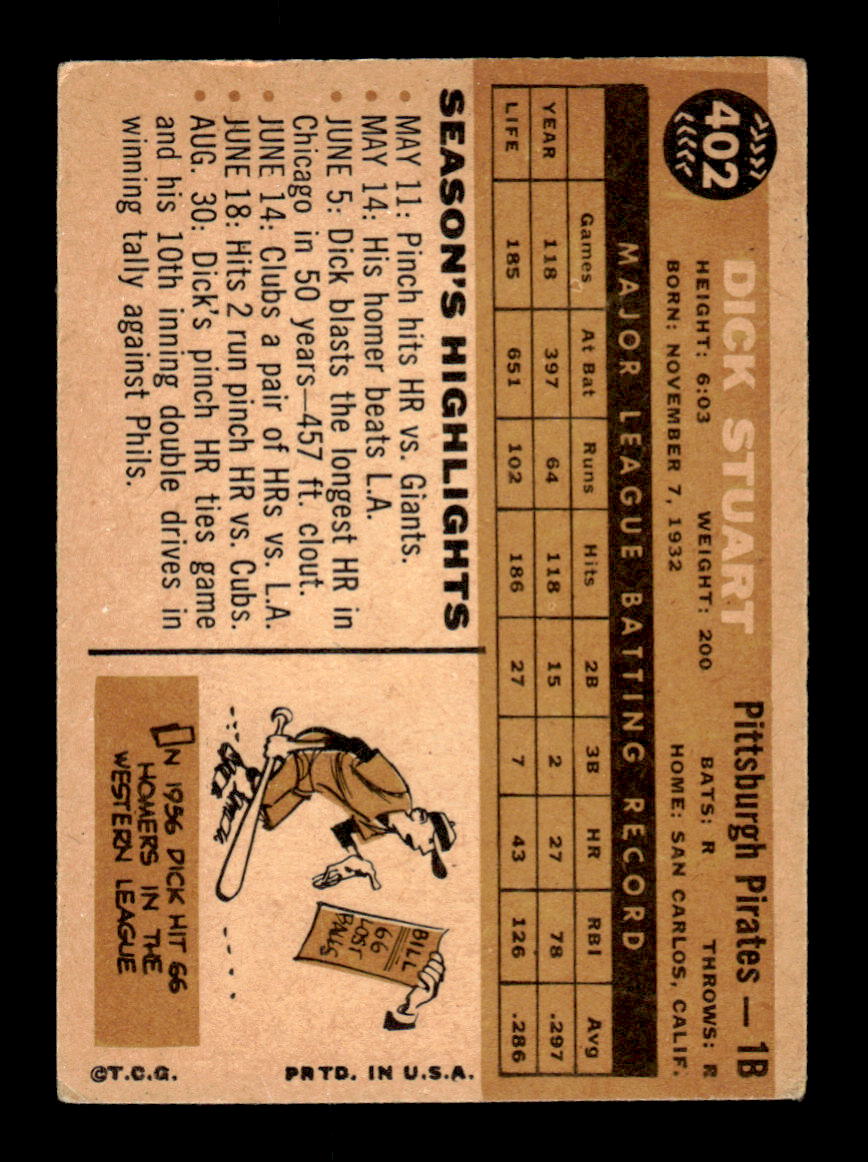 402
DICK STUART
Pittsburgh Pirates — 1B
HEIGHT: 6:03 WEIGHT: 200 BATS: R THROWS: R
BORN: NOVEMBER 7, 1932 HOME: SAN CARLOS, CALIF.
MAJOR LEAGUE BATTING RECORD
Games At Bat Runs Hits 2B 3B HR RBI Avg
YEAR 118 397 64 118 15 2 27 78 .297
LIFE 185 651 102 186 27 7 43 126 .286
SEASON'S HIGHLIGHTS
• MAY 11: Pinch hits HR vs. Giants.
• MAY 14: His homer beats L.A.
• JUNE 5: Dick blasts the longest HR in
Chicago in 50 years—457 ft. clout.
• JUNE 14: Clubs a pair of HRs vs. L.A.
• JUNE 18: Hits 2 run pinch HR vs. Cubs.
• AUG. 30: Dick's pinch HR ties game
and his 10th inning double drives in
winning tally against Phils.
BILL
66
LOST
BALLS
IN 1956 DICK HIT 66
HOMERS IN THE
WESTERN LEAGUE
©T.C.G. PRTD. IN U.S.A.